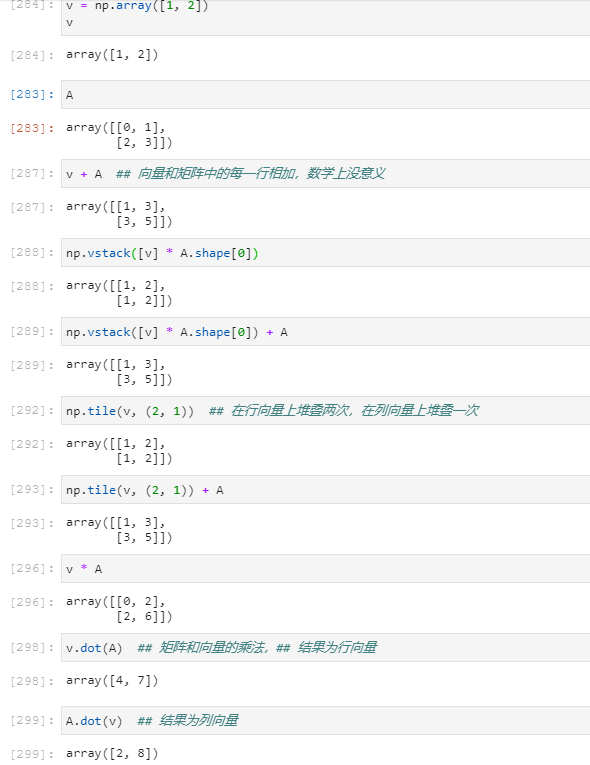 [284]: v = np.array([1, 2])
v
[284]: array([1, 2])
[283]: A
[283]: array([[0, 1],
[2, 3]])
[287]: v + A ## 向量和矩阵中的每一行相加，数学上没意义
[287]: array([[1, 3],
[3, 5]])
[288]: np.vstack([v] * A.shape[0])
[288]: array([[1, 2],
[1, 2]])
[289]: np.vstack([v] * A.shape[0]) + A
[289]: array([[1, 3],
[3, 5]])
[292]: np.tile(v, (2, 1)) ## 在行向量上堆叠两次，在列向量上堆叠一次
[292]: array([[1, 2],
[1, 2]])
[293]: np.tile(v, (2, 1)) + A
[293]: array([[1, 3],
[3, 5]])
[296]: v * A
[296]: array([[0, 2],
[2, 6]])
[298]: v.dot(A) ## 矩阵和向量的乘法，## 结果为行向量
[298]: array([4, 7])
[299]: A.dot(v) ## 结果为列向量
[299]: array([2, 8])